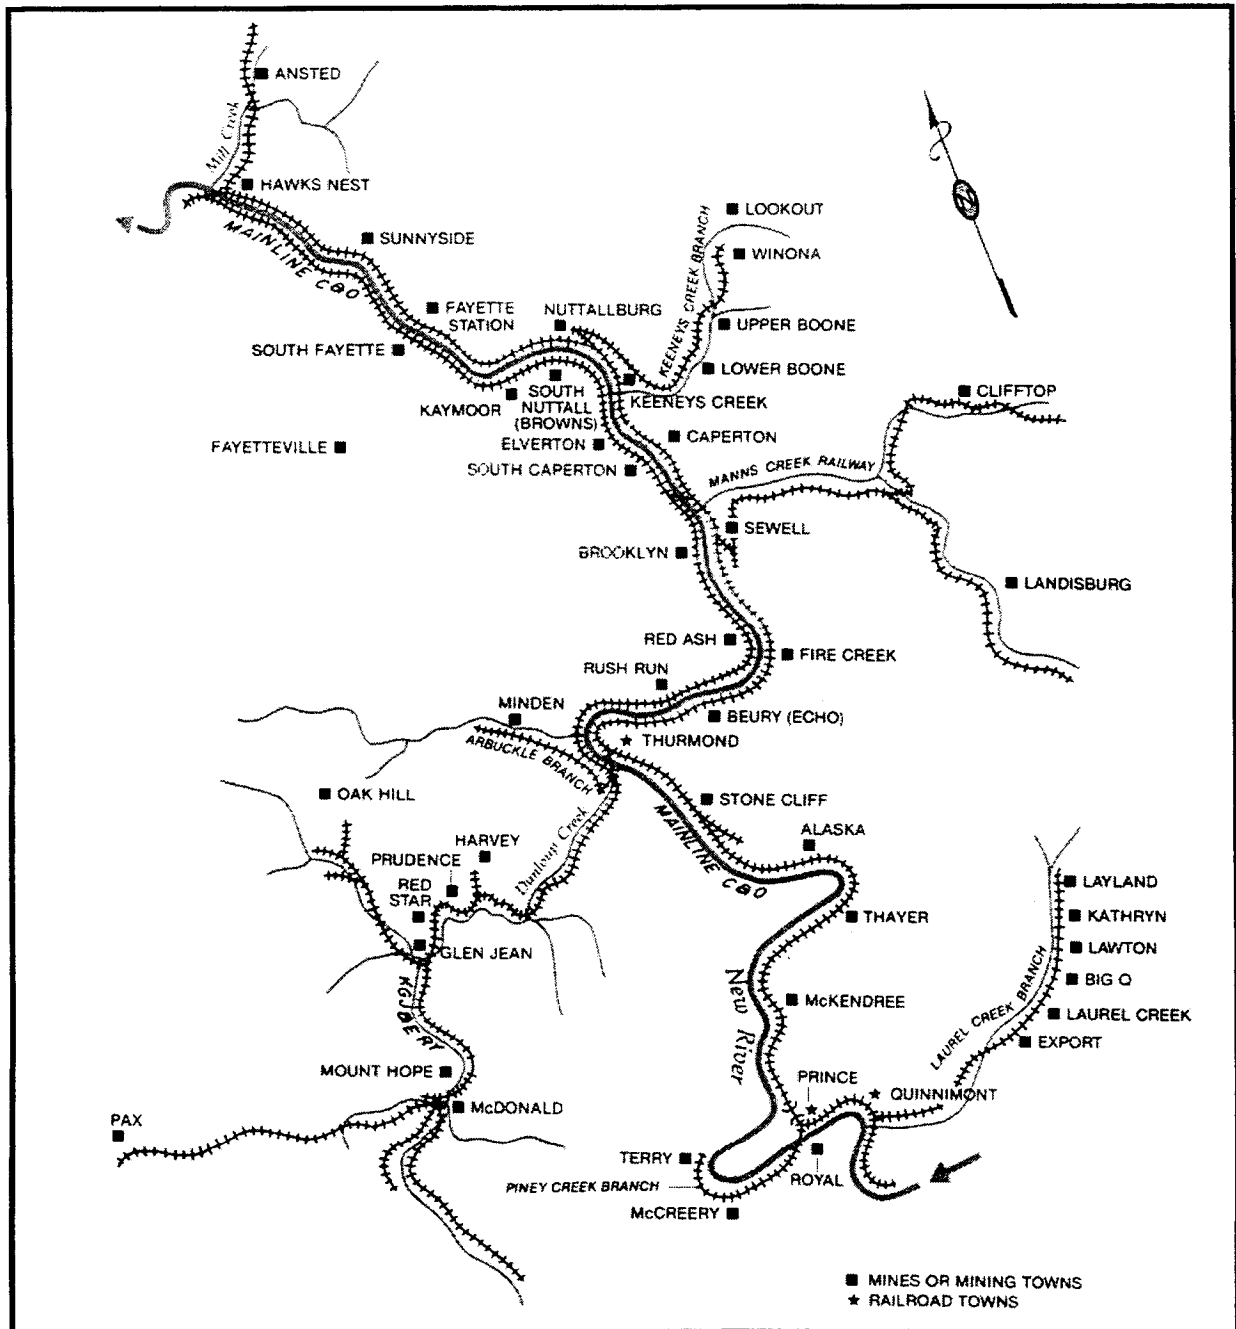 ANSTED
Mill Creek
HAWKS NEST
LOOKOUT
SUNNYSIDE
MAINLINE C&O
WINONA
KEENEYS CREEK BRANCH
FAYETTE
STATION
NUTTALLBURG
UPPER BOONE
SOUTH FAYETTE
LOWER BOONE
CLIFFTOP
SOUTH
NUTTALL
(BROWNS)
KEENEYS CREEK
KAYMOOR
FAYETTEVILLE
ELVERTON
CAPERTON
SOUTH CAPERTON
MANNS CREEK RAILWAY
SEWELL
BROOKLYN
LANDISBURG
RED ASH
FIRE CREEK
RUSH RUN
MINDEN
BEURY (ECHO)
THURMOND
ARBUCKLE BRANCH
OAK HILL
STONE CLIFF
MAINLINE C&O
ALASKA
Dunloup Creek
HARVEY
PRUDENCE
RED
STAR
LAYLAND
KATHRYN
THAYER
GLEN JEAN
LAWTON
BIG Q
KGJ&ERY
New River
McKENDREE
LAUREL CREEK BRANCH
LAUREL CREEK
EXPORT
MOUNT HOPE
PRINCE
QUINNIMONT
McDONALD
PAX
TERRY
ROYAL
PINEY CREEK BRANCH
McCREERY
MINES OR MINING TOWNS
RAILROAD TOWNS
N